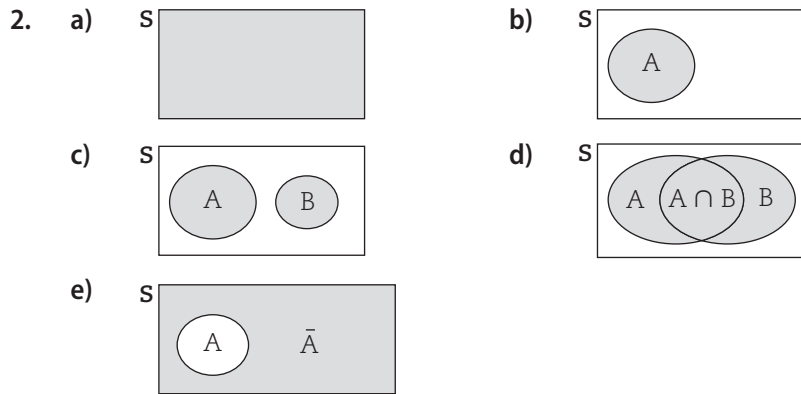 2. a) S b) S
A
c) S d) S
A B A A ∩ B B
e) S
A Ā